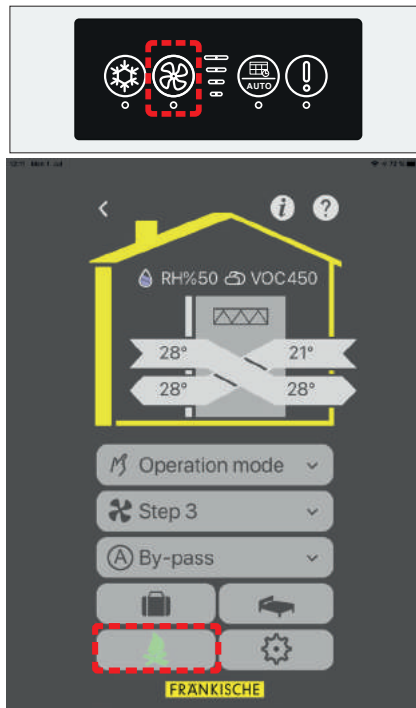 AUTO
RH%50 VOC450
28° 21°
28° 28°
Operation mode
Step 3
A By-pass
FRÄNKISCHE